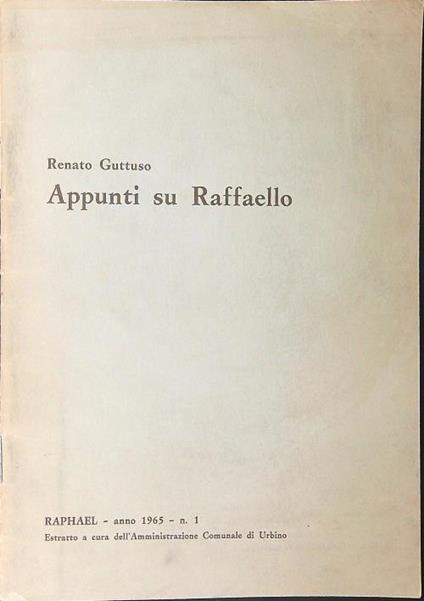 Renato Guttuso
Appunti su Raffaello
RAPHAEL - anno 1965 - n. 1
Estratto a cura dell'Amministrazione Comunale di Urbino